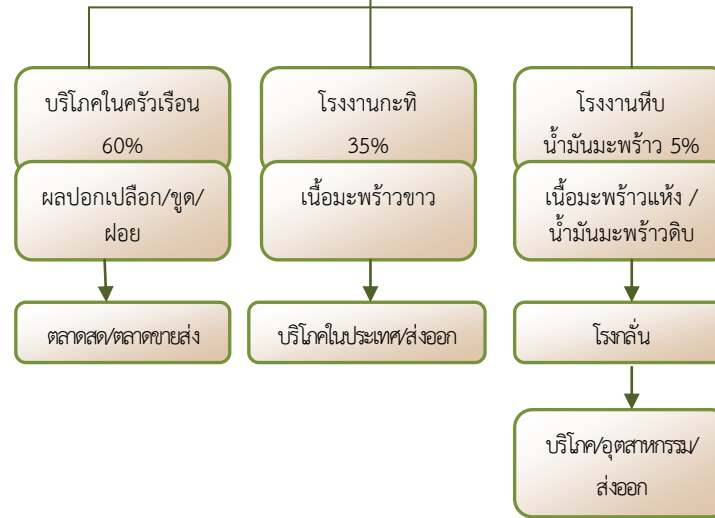 บริโภคในครัวเรือน
60%
ผลปอกเปลือก/ขูด/
ฝอย
ตลาดสด/ตลาดขายส่ง
โรงงานกะทิ
35%
เนื้อมะพร้าวขาว
บริโภคในประเทศ/ส่งออก
โรงงานหีบ
น้ำมันมะพร้าว 5%
เนื้อมะพร้าวแห้ง /
น้ำมันมะพร้าวดิบ
โรงกลั่น
บริโภค/อุตสาหกรรม/
ส่งออก